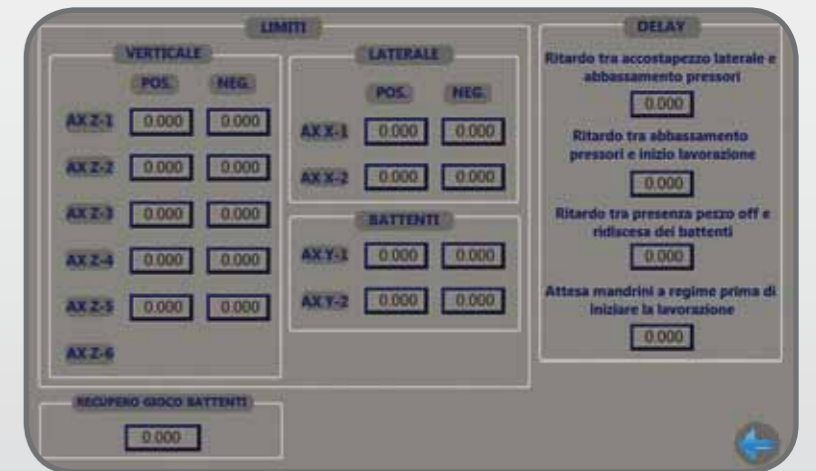 LIMITI
VERTICALE
POS. NEG.
AX Z-1 0.000 0.000
AX Z-2 0.000 0.000
AX Z-3 0.000 0.000
AX Z-4 0.000 0.000
AX Z-5 0.000 0.000
AX Z-6
LATERALE
POS. NEG.
AX X-1 0.000 0.000
AX X-2 0.000 0.000
BATTENTI
AX Y-1 0.000 0.000
AX Y-2 0.000 0.000
RECUPERO GIOCO BATTENTI
0.000
DELAY
Ritardo tra accostapezzo laterale e
abbassamento pressori
0.000
Ritardo tra abbassamento
pressori e inizio lavorazione
0.000
Ritardo tra presenza pezzo off e
ridiscesa dei battenti
0.000
Attesa mandrini a regime prima di
iniziare la lavorazione
0.000